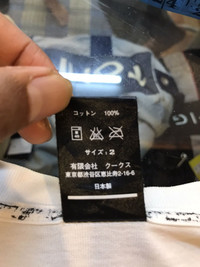 コットン 100%
サイズ: 2
有限会社 クークス
東京都渋谷区恵比寿2-16-6
日本製